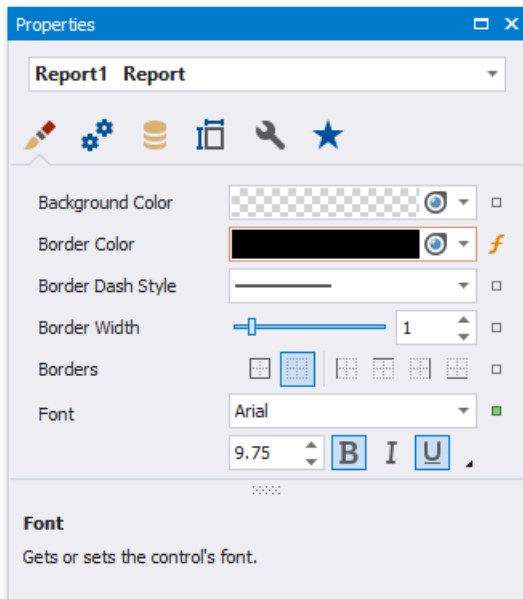 Properties
Report1 Report
Background Color
Border Color
f
Border Dash Style
Border Width
1
Borders
Font
Arial
9.75
B I U
Font
Gets or sets the control's font.